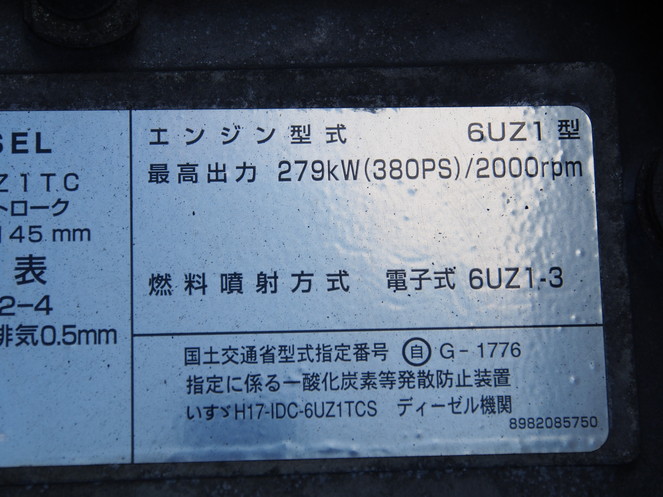 SEL
Z1TC
トローク
145 mm
表
2-4
排気0.5mm
エンジン型式 6UZ1型
最高出力 279kW(380PS)/2000rpm
燃料噴射方式 電子式 6UZ1-3
国土交通省型式指定番号 自 G-1776
指定に係る一酸化炭素等発散防止装置
いすゞH17-IDC-6UZ1TCS ディーゼル機関
8982085750